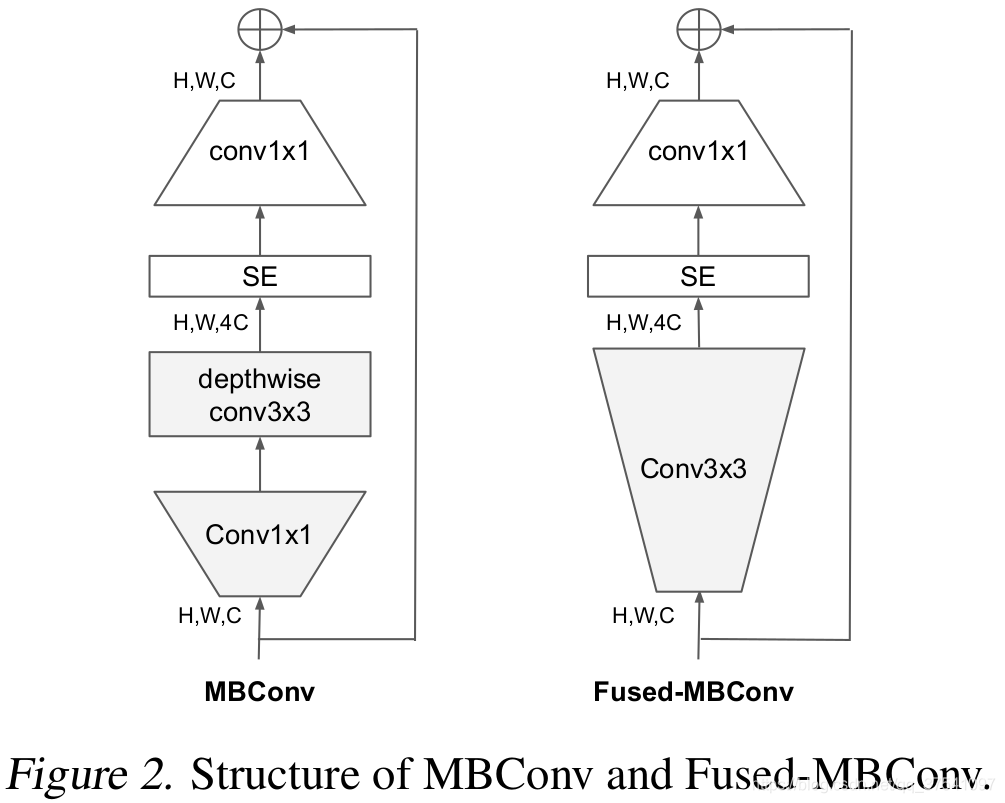 H,W,C
conv1x1
SE
H,W,4C
depthwise
conv3x3
Conv1x1
H,W,C
MBConv
H,W,C
conv1x1
SE
H,W,4C
Conv3x3
H,W,C
Fused-MBConv
Figure 2. Structure of MBConv and Fused-MBConv.